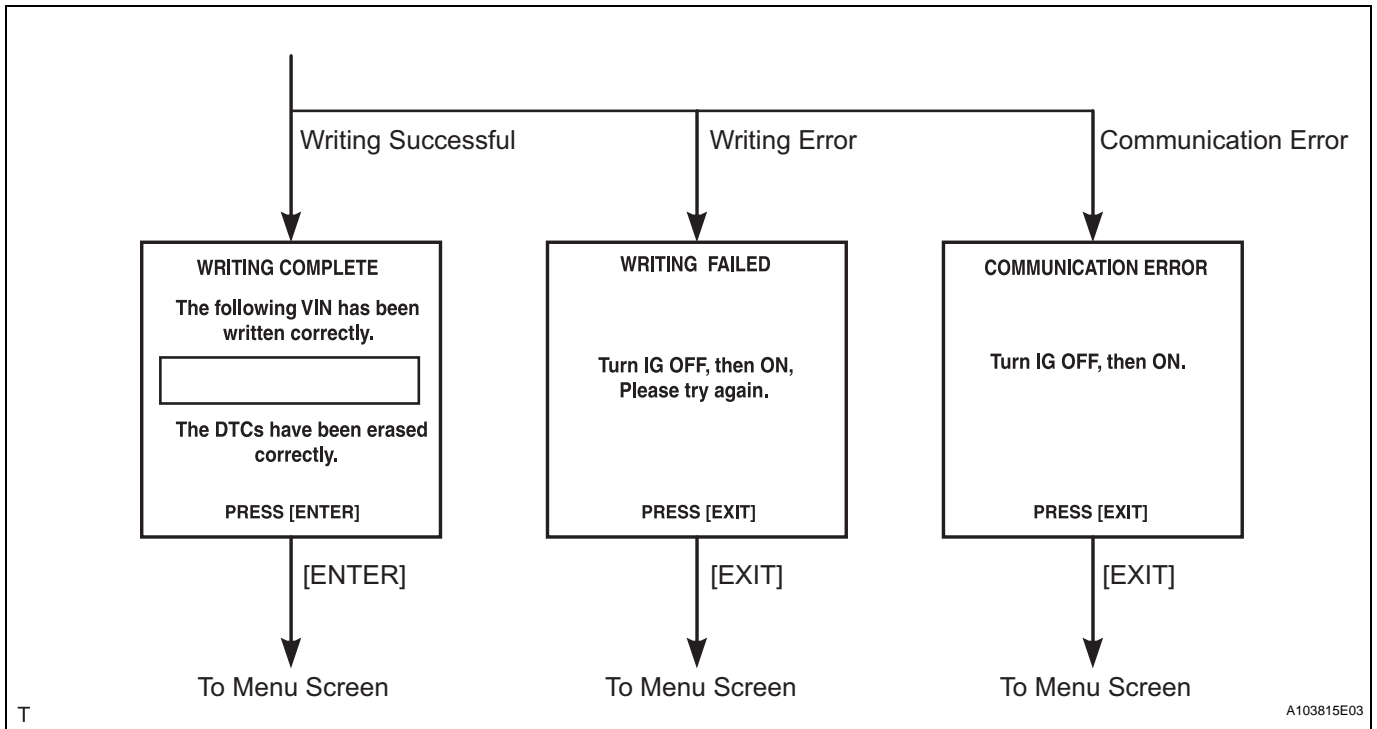 Writing Successful
Writing Error
Communication Error
WRITING COMPLETE
The following VIN has been
written correctly.
The DTCs have been erased
correctly.
PRESS [ENTER]
WRITING FAILED
Turn IG OFF, then ON,
Please try again.
PRESS [EXIT]
COMMUNICATION ERROR
Turn IG OFF, then ON.
PRESS [EXIT]
[ENTER]
[EXIT]
[EXIT]
To Menu Screen
To Menu Screen
To Menu Screen
T
A103815E03